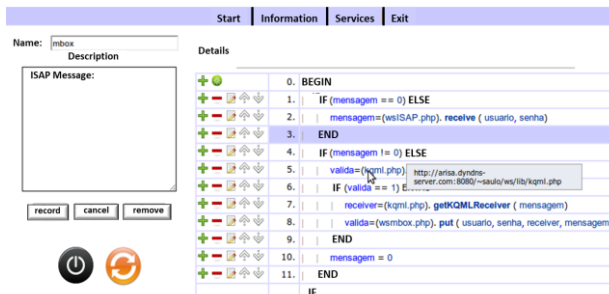 Start Information Services Exit
Name: mbox
Description
ISAP Message:
record cancel remove
Details
0. BEGIN
1. IF (mensagem == 0) ELSE
2. mensagem=(wsISAP.php). receive ( usuario, senha)
3. END
4. IF (mensagem != 0) ELSE
5. valida=(kqml.php).
http://arisa.dyndns-
server.com:8080/~saulo/ws/lib/kqml.php
6. IF (valida == 1)
7. receiver=(kqml.php). getKQMLReceiver ( mensagem)
8. valida=(wsmbox.php). put ( usuario, senha, receiver, mensagem
9. END
10. mensagem = 0
11. END
IF